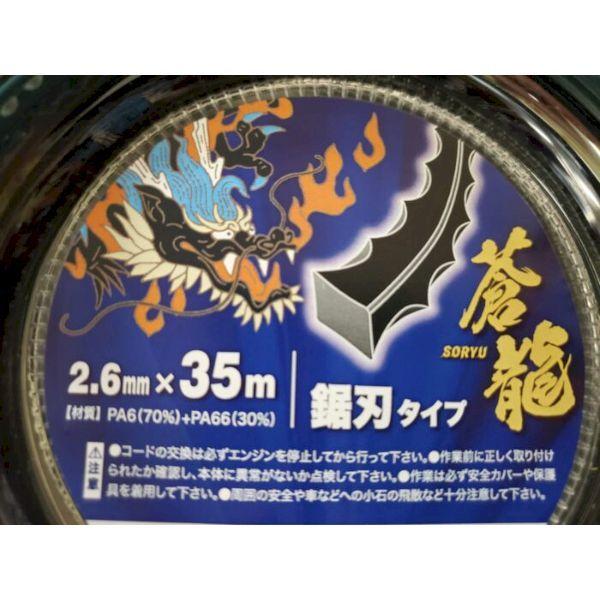 蒼龍
SORYU
2.6mm×35m
鋸刃タイプ
【材質】PA6(70%)+PA66(30%)
注意
●コードの交換は必ずエンジンを停止してから行って下さい。●作業前に正しく取り付け
られたか確認し、本体に異常がないか点検して下さい。●作業は必ず安全カバーや保護
具を着用して下さい。●周囲の安全や車などへの小石の飛散など十分注意して下さい。